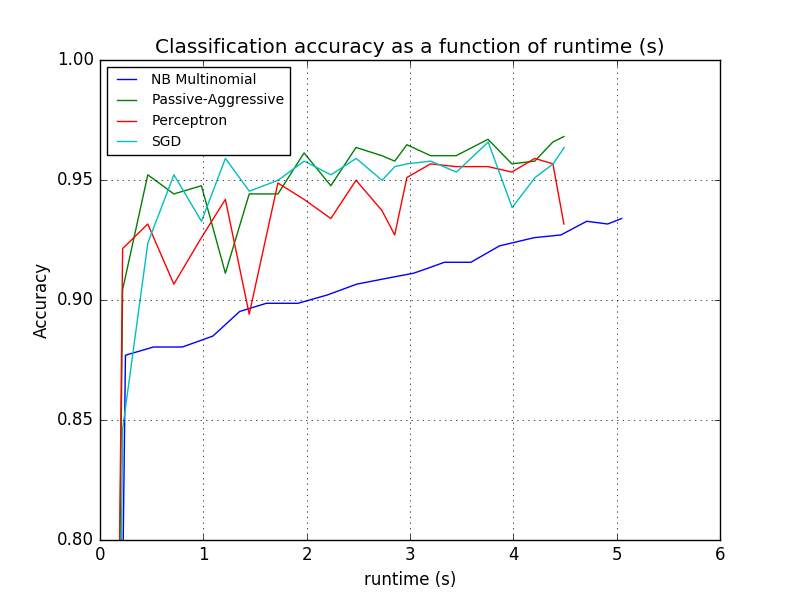 Classification accuracy as a function of runtime (s)
1.00
NB Multinomial
Passive-Aggressive
Perceptron
SGD
0.95
0.90
0.85
0.80
Accuracy
0 1 2 3 4 5 6
runtime (s)